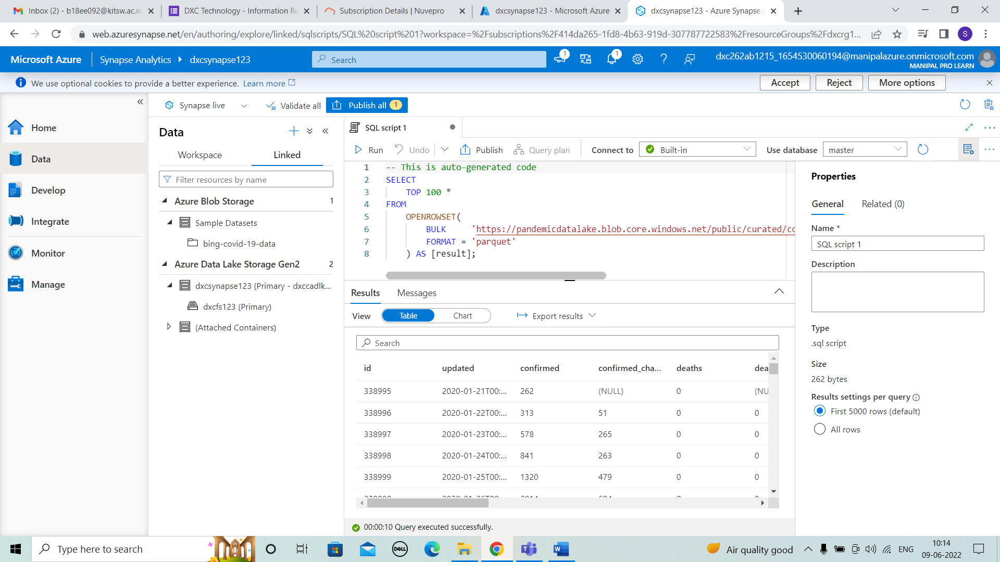 Inbox (2) - b18ee092@kitsw.ac.in
DXC Technology - Information Re
Subscription Details | Nuvepro
dxcsynapse123 - Microsoft Azure
dxcsynapse123 - Azure Synapse A
web.azuresynapse.net/en/authoring/explore/linked/sqlscripts/SQL%20script%201?workspace=%2Fsubscriptions%2F414da265-1fd8-4b63-919d-307787722583%2FresourceGroups%2Fdxcrg1...
S
Microsoft Azure
Synapse Analytics
dxcsynapse123
Search
1
1
dxc262ab1215_1654530060194@manipalazure.onmicrosoft.com
MANIPAL PRO LEARN
We use optional cookies to provide a better experience. Learn more
Accept
Reject
More options
Synapse live
Validate all
Publish all 1
Home
Data
Develop
Integrate
Monitor
Manage
Data
Workspace
Linked
Filter resources by name
Azure Blob Storage 1
Sample Datasets
bing-covid-19-data
Azure Data Lake Storage Gen2 2
dxcsynapse123 (Primary - dxccadlk...
dxcfs123 (Primary)
(Attached Containers)
SQL script 1
Run
Undo
Publish
Query plan
Connect to
Built-in
Use database
master
1 -- This is auto-generated code
2 SELECT
3 TOP 100 *
4 FROM
5 OPENROWSET(
6 BULK 'https://pandemicdatalake.blob.core.windows.net/public/curated/co
7 FORMAT = 'parquet'
8 ) AS [result];
Results
Messages
View
Table
Chart
Export results
Search
id updated confirmed confirmed_cha... deaths dea
338995 2020-01-21T00:... 262 (NULL) 0 (NU
338996 2020-01-22T00:... 313 51 0 0
338997 2020-01-23T00:... 578 265 0 0
338998 2020-01-24T00:... 841 263 0 0
338999 2020-01-25T00:... 1320 479 0 0
00:00:10 Query executed successfully.
Properties
General
Related (0)
Name *
SQL script 1
Description
Type
.sql script
Size
262 bytes
Results settings per query
First 5000 rows (default)
All rows
Type here to search
DELL
Air quality good
ENG
10:14
09-06-2022